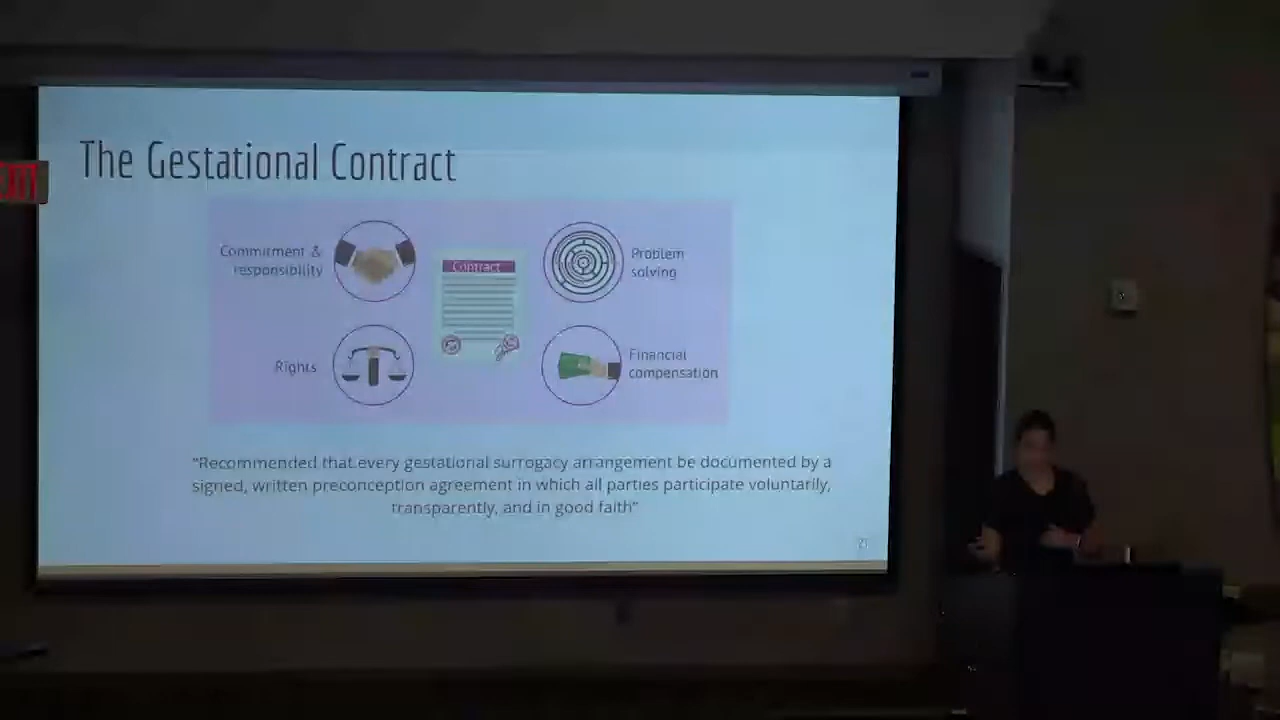 The Gestational Contract
Commitment &
responsibility
Contract
Problem
solving
Rights
Financial
compensation
"Recommended that every gestational surrogacy arrangement be documented by a
signed, written preconception agreement in which all parties participate voluntarily,
transparently, and in good faith"